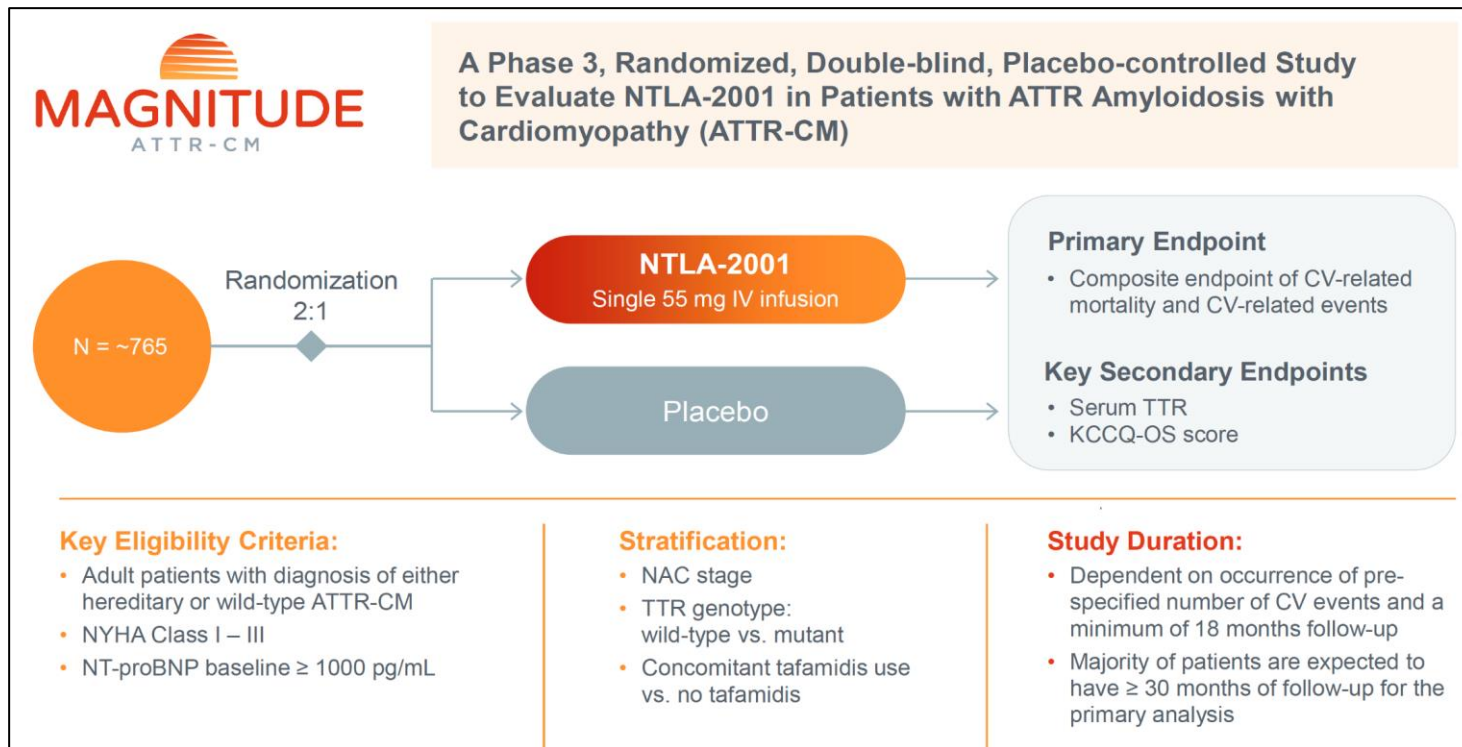 MAGNITUDE
ATTR-CM
A Phase 3, Randomized, Double-blind, Placebo-controlled Study
to Evaluate NTLA-2001 in Patients with ATTR Amyloidosis with
Cardiomyopathy (ATTR-CM)
N = ~765
Randomization
2:1
NTLA-2001
Single 55 mg IV infusion
Placebo
Primary Endpoint
• Composite endpoint of CV-related
mortality and CV-related events
Key Secondary Endpoints
• Serum TTR
• KCCQ-OS score
Key Eligibility Criteria:
• Adult patients with diagnosis of either
hereditary or wild-type ATTR-CM
• NYHA Class I – III
• NT-proBNP baseline ≥ 1000 pg/mL
Stratification:
• NAC stage
• TTR genotype:
wild-type vs. mutant
• Concomitant tafamidis use
vs. no tafamidis
Study Duration:
• Dependent on occurrence of pre-
specified number of CV events and a
minimum of 18 months follow-up
• Majority of patients are expected to
have ≥ 30 months of follow-up for the
primary analysis